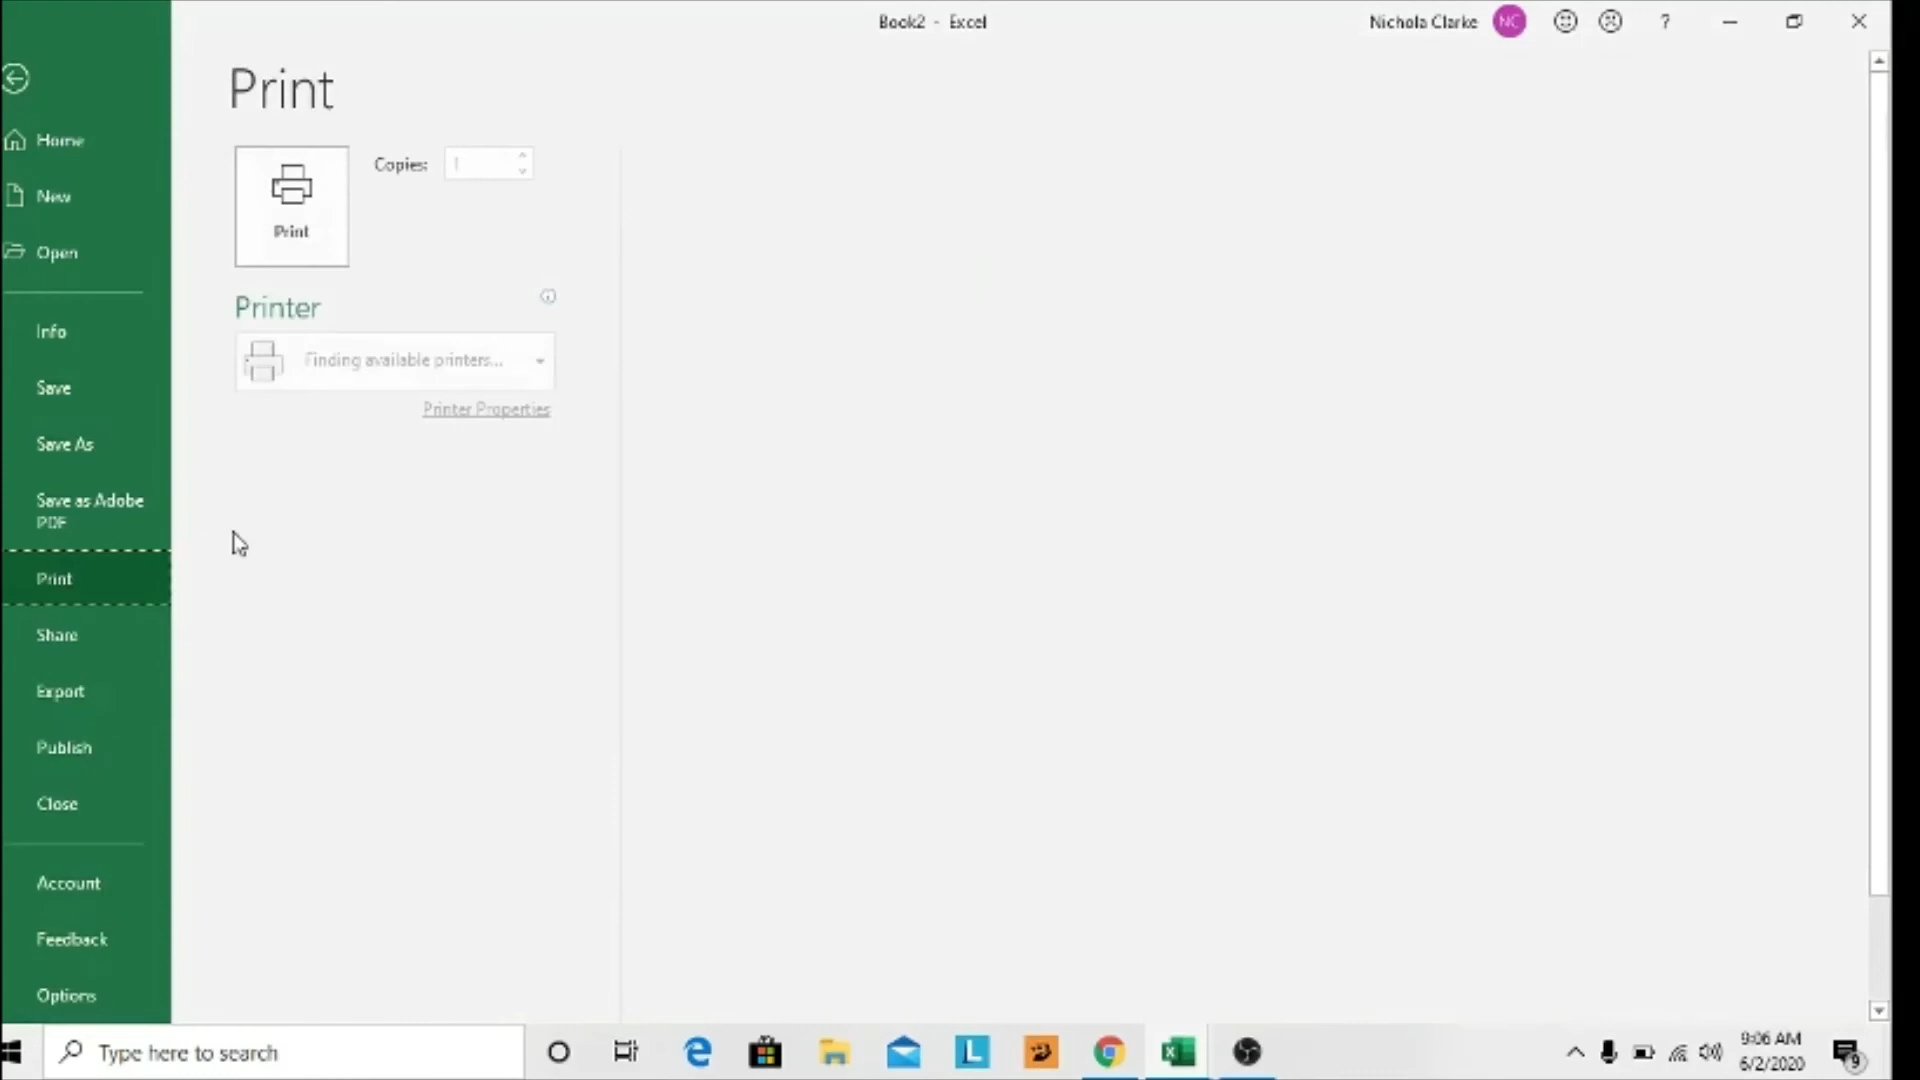 Book2 - Excel
Nichola Clarke
NC
?
Print
Home
New
Open
Info
Save
Save As
Save as Adobe
PDF
Print
Share
Export
Publish
Close
Account
Feedback
Options
Print
Copies: 1
Printer
Finding available printers...
Printer Properties
Type here to search
9:06 AM
6/2/2020
9